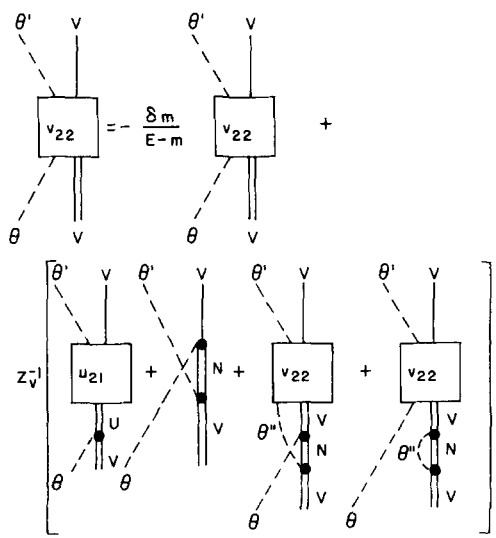 θ' V θ' V
v₂₂ = − δm / E−m v₂₂ +
θ V θ V
θ' V θ' V θ' V θ' V
Z_V⁻¹ [ u₂₁ + N + v₂₂ + v₂₂ ]
U V V V
θ'' N θ'' N
θ V θ V θ V θ V